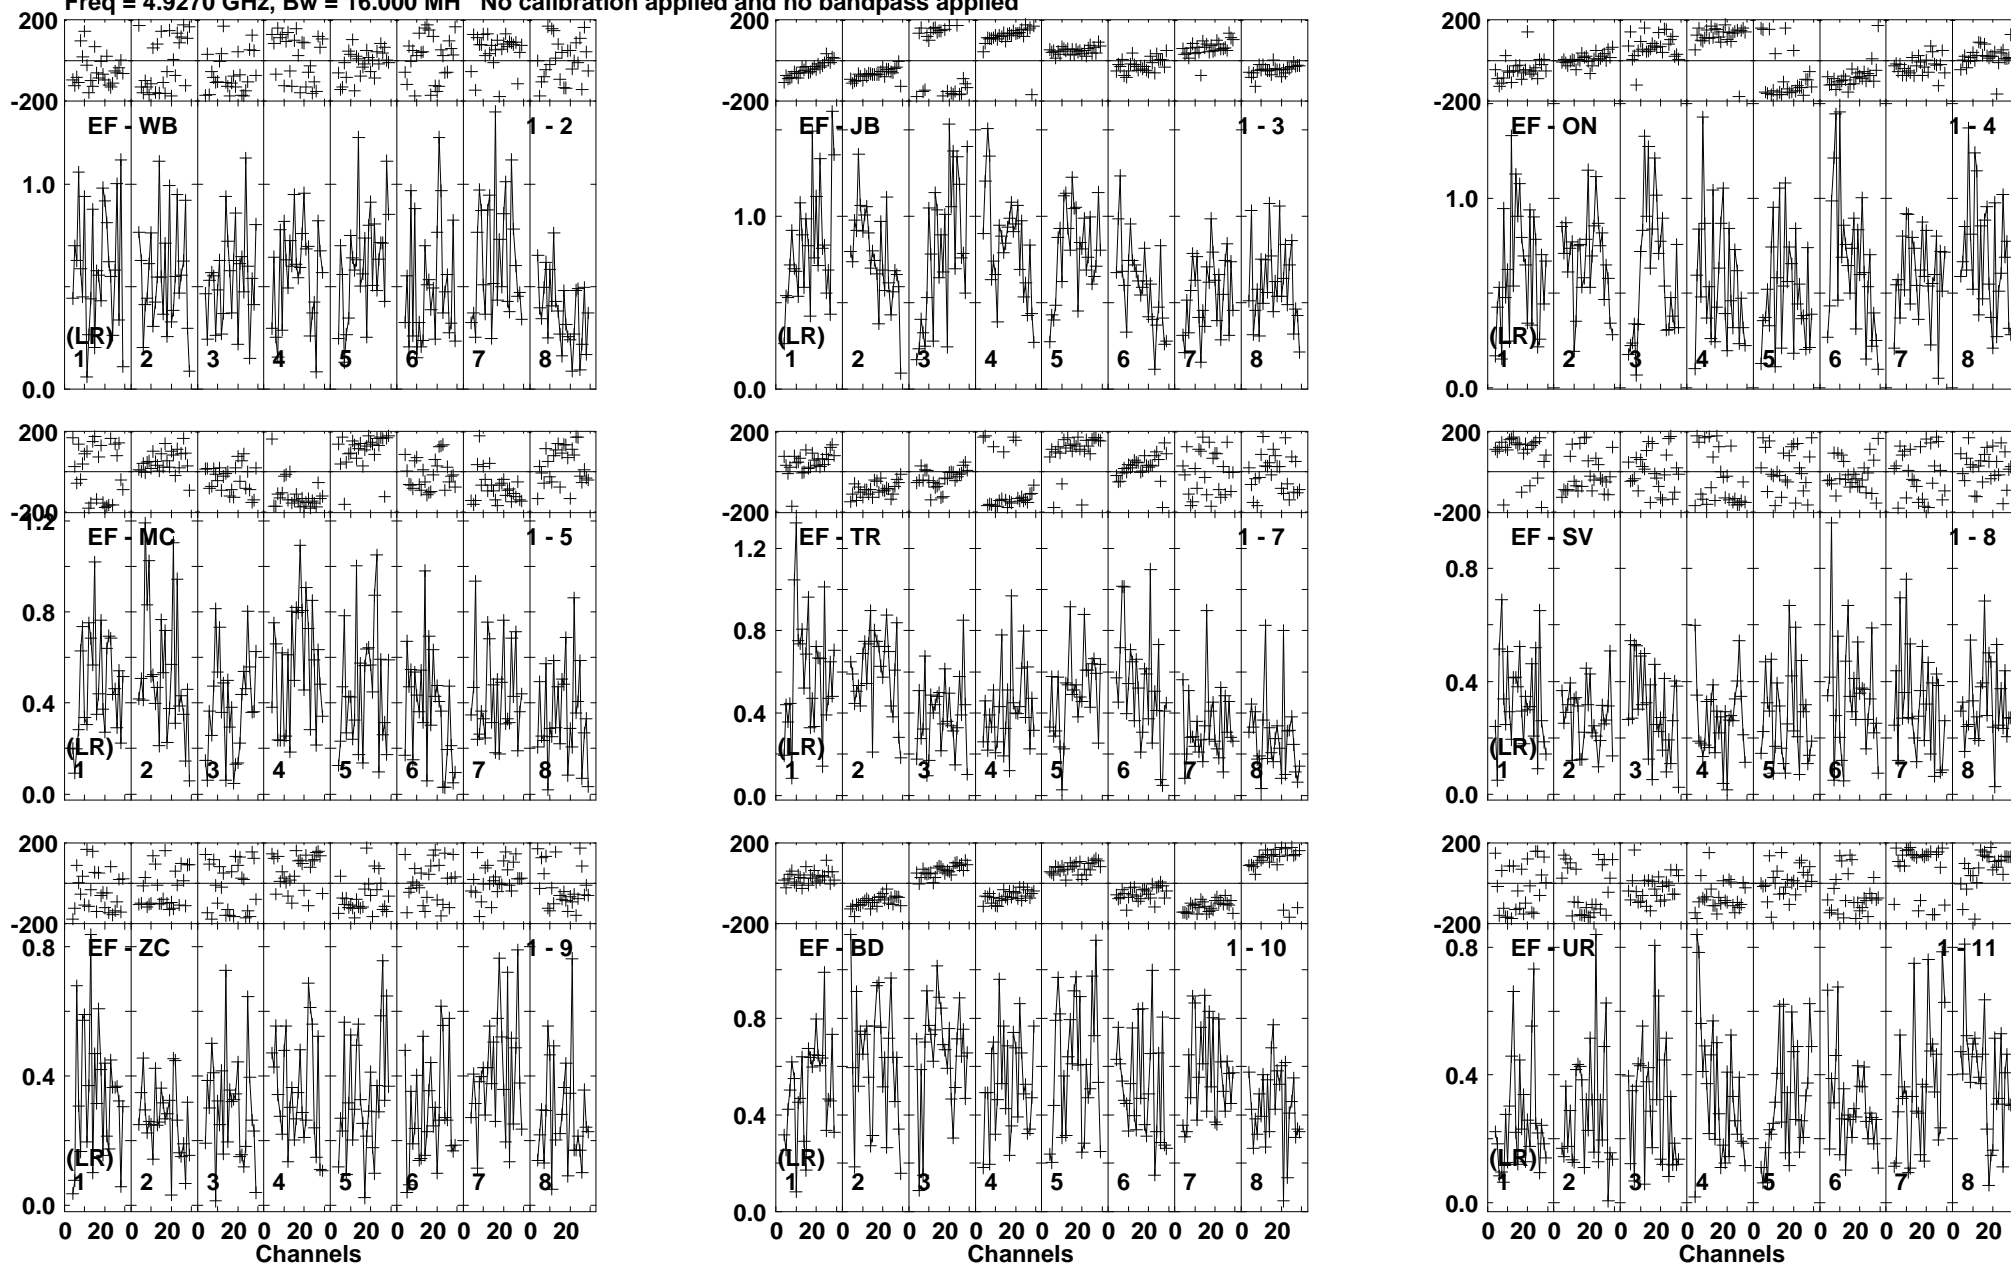 Freq = 4.9270 GHz, Bw = 16.000 MH No calibration applied and no bandpass applied
200 200 200
-200 -200 -200
EF - WB 1 - 2 EF - JB 1 - 3 EF - ON 1 - 4
1.0 1.0 1.0
(LR) (LR) (LR)
1 2 3 4 5 6 7 8 1 2 3 4 5 6 7 8 1 2 3 4 5 6 7 8
0.0 0.0 0.0
200 200 200
-200 -200 -200
1.2
EF - MC 1 - 5 EF - TR 1 - 7 EF - SV 1 - 8
1.2
0.8 0.8 0.8
0.4 0.4 0.4
(LR) (LR) (LR)
1 2 3 4 5 6 7 8 1 2 3 4 5 6 7 8 1 2 3 4 5 6 7 8
0.0 0.0 0.0
200 200 200
-200 -200 -200
EF - ZC 1 - 9 EF - BD 1 - 10 EF - UR 1 - 11
0.8 0.8 0.8
0.4 0.4 0.4
(LR) (LR) (LR)
1 2 3 4 5 6 7 8 1 2 3 4 5 6 7 8 1 2 3 4 5 6 7 8
0.0 0.0 0.0
0 20 0 20 0 20 0 20 0 20 0 20 0 20 0 20 0 20 0 20 0 20 0 20 0 20 0 20 0 20 0 20 0 20 0 20 0 20 0 20 0 20 0 20 0 20 0 20
Channels Channels Channels